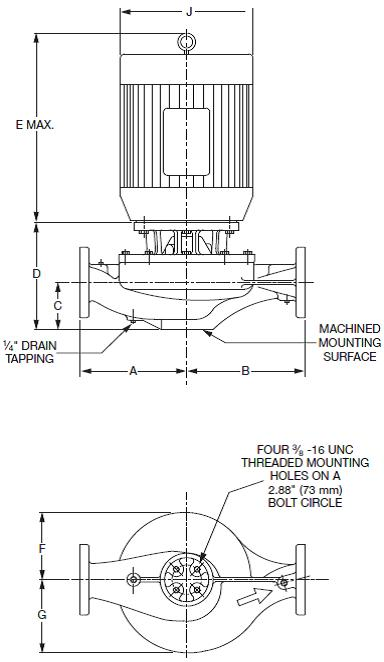 J
E MAX.
D
C
¼" DRAIN
TAPPING
MACHINED
MOUNTING
SURFACE
A
B
FOUR ⅜ -16 UNC
THREADED MOUNTING
HOLES ON A
2.88" (73 mm)
BOLT CIRCLE
F
G